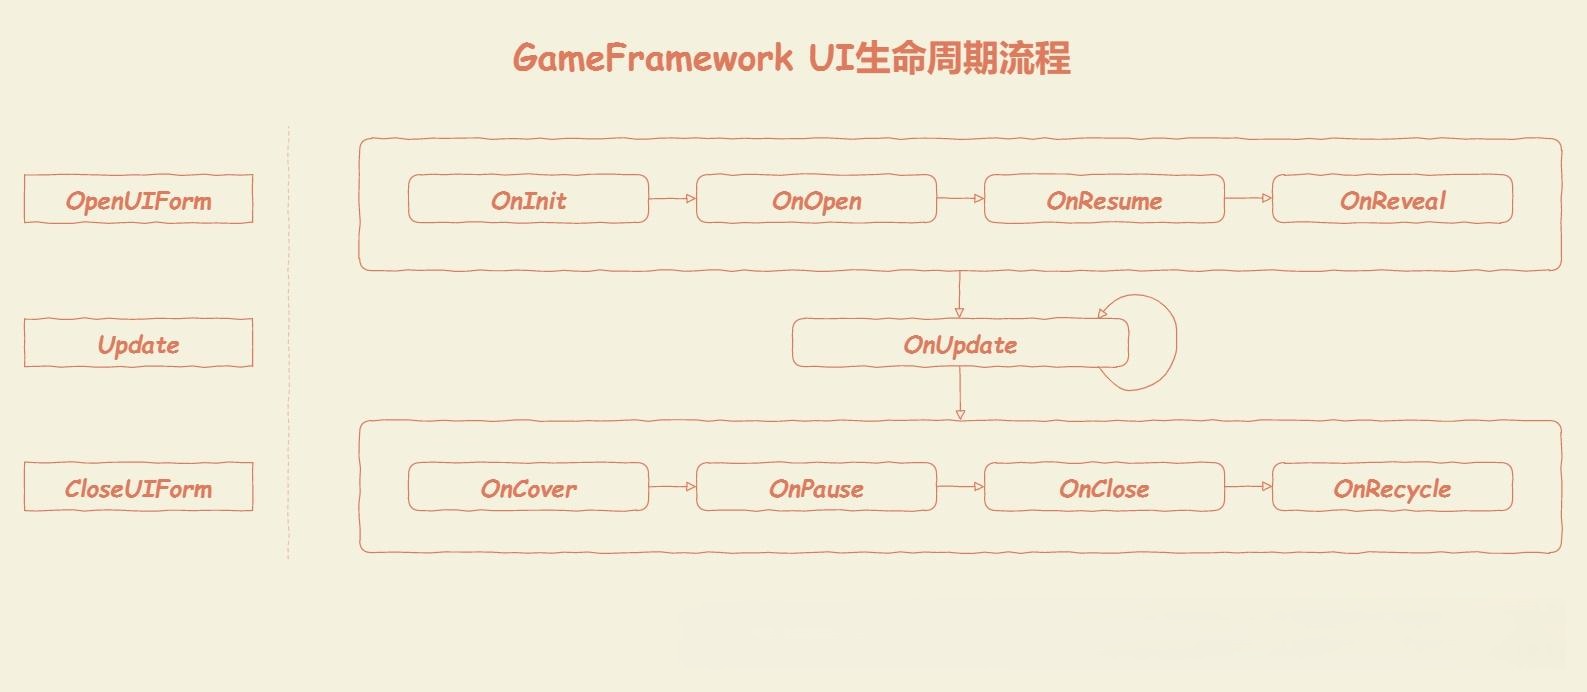 GameFramework UI生命周期流程
OpenUIForm
OnInit
OnOpen
OnResume
OnReveal
Update
OnUpdate
CloseUIForm
OnCover
OnPause
OnClose
OnRecycle